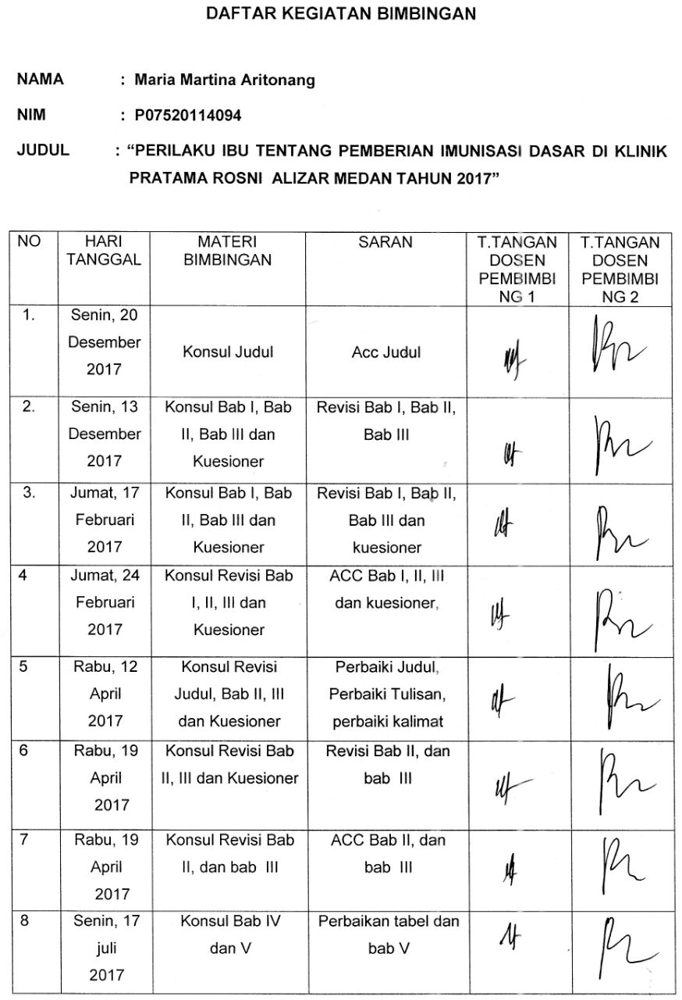 DAFTAR KEGIATAN BIMBINGAN
NAMA : Maria Martina Aritonang
NIM : P07520114094
JUDUL : “PERILAKU IBU TENTANG PEMBERIAN IMUNISASI DASAR DI KLINIK
PRATAMA ROSNI ALIZAR MEDAN TAHUN 2017”
NO HARI MATERI SARAN T.TANGAN T.TANGAN
TANGGAL BIMBINGAN DOSEN DOSEN
PEMBIMBI PEMBIMBI
NG 1 NG 2
1. Senin, 20
Desember Konsul Judul Acc Judul
2017
2. Senin, 13 Konsul Bab I, Bab Revisi Bab I, Bab II,
Desember II, Bab III dan Bab III
2017 Kuesioner
3. Jumat, 17 Konsul Bab I, Bab Revisi Bab I, Bab II,
Februari II, Bab III dan Bab III dan
2017 Kuesioner kuesioner
4 Jumat, 24 Konsul Revisi Bab ACC Bab I, II, III
Februari I, II, III dan dan kuesioner,
2017 Kuesioner
5 Rabu, 12 Konsul Revisi Perbaiki Judul,
April Judul, Bab II, III Perbaiki Tulisan,
2017 dan Kuesioner perbaiki kalimat
6 Rabu, 19 Konsul Revisi Bab Revisi Bab II, dan
April II, III dan Kuesioner bab III
2017
7 Rabu, 19 Konsul Revisi Bab ACC Bab II, dan
April II, dan bab III bab III
2017
8 Senin, 17 Konsul Bab IV Perbaikan tabel dan
juli dan V bab V
2017